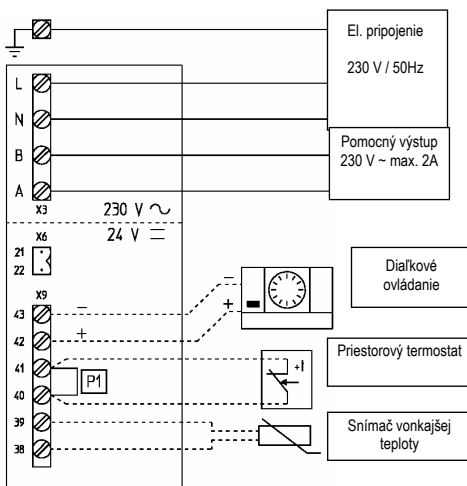 El. pripojenie
230 V / 50Hz
L
N
B
Pomocný výstup
230 V ~ max. 2A
A
X3
230 V ~
24 V
X6
21
22
X9
Diaľkové
ovládanie
43
−
−
42
+
+
41
P1
40
Priestorový termostat
+t
39
38
Snímač vonkajšej
teploty